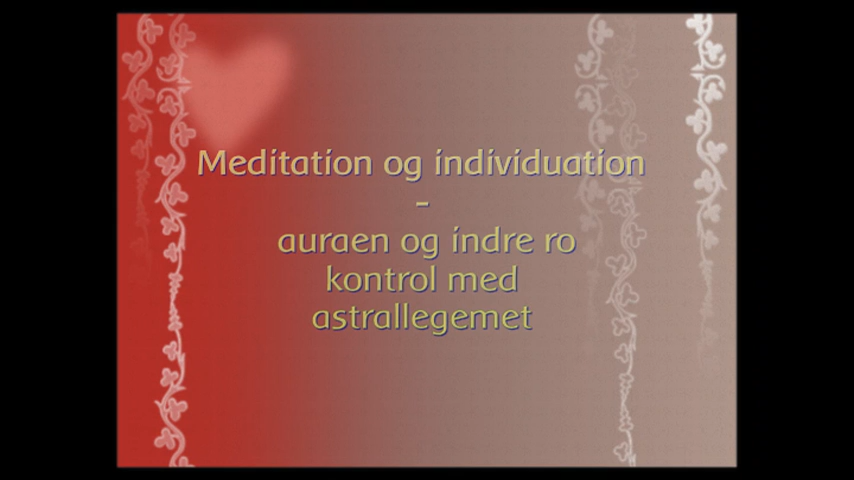 Meditation og individuation
-
auraen og indre ro
kontrol med
astrallegemet